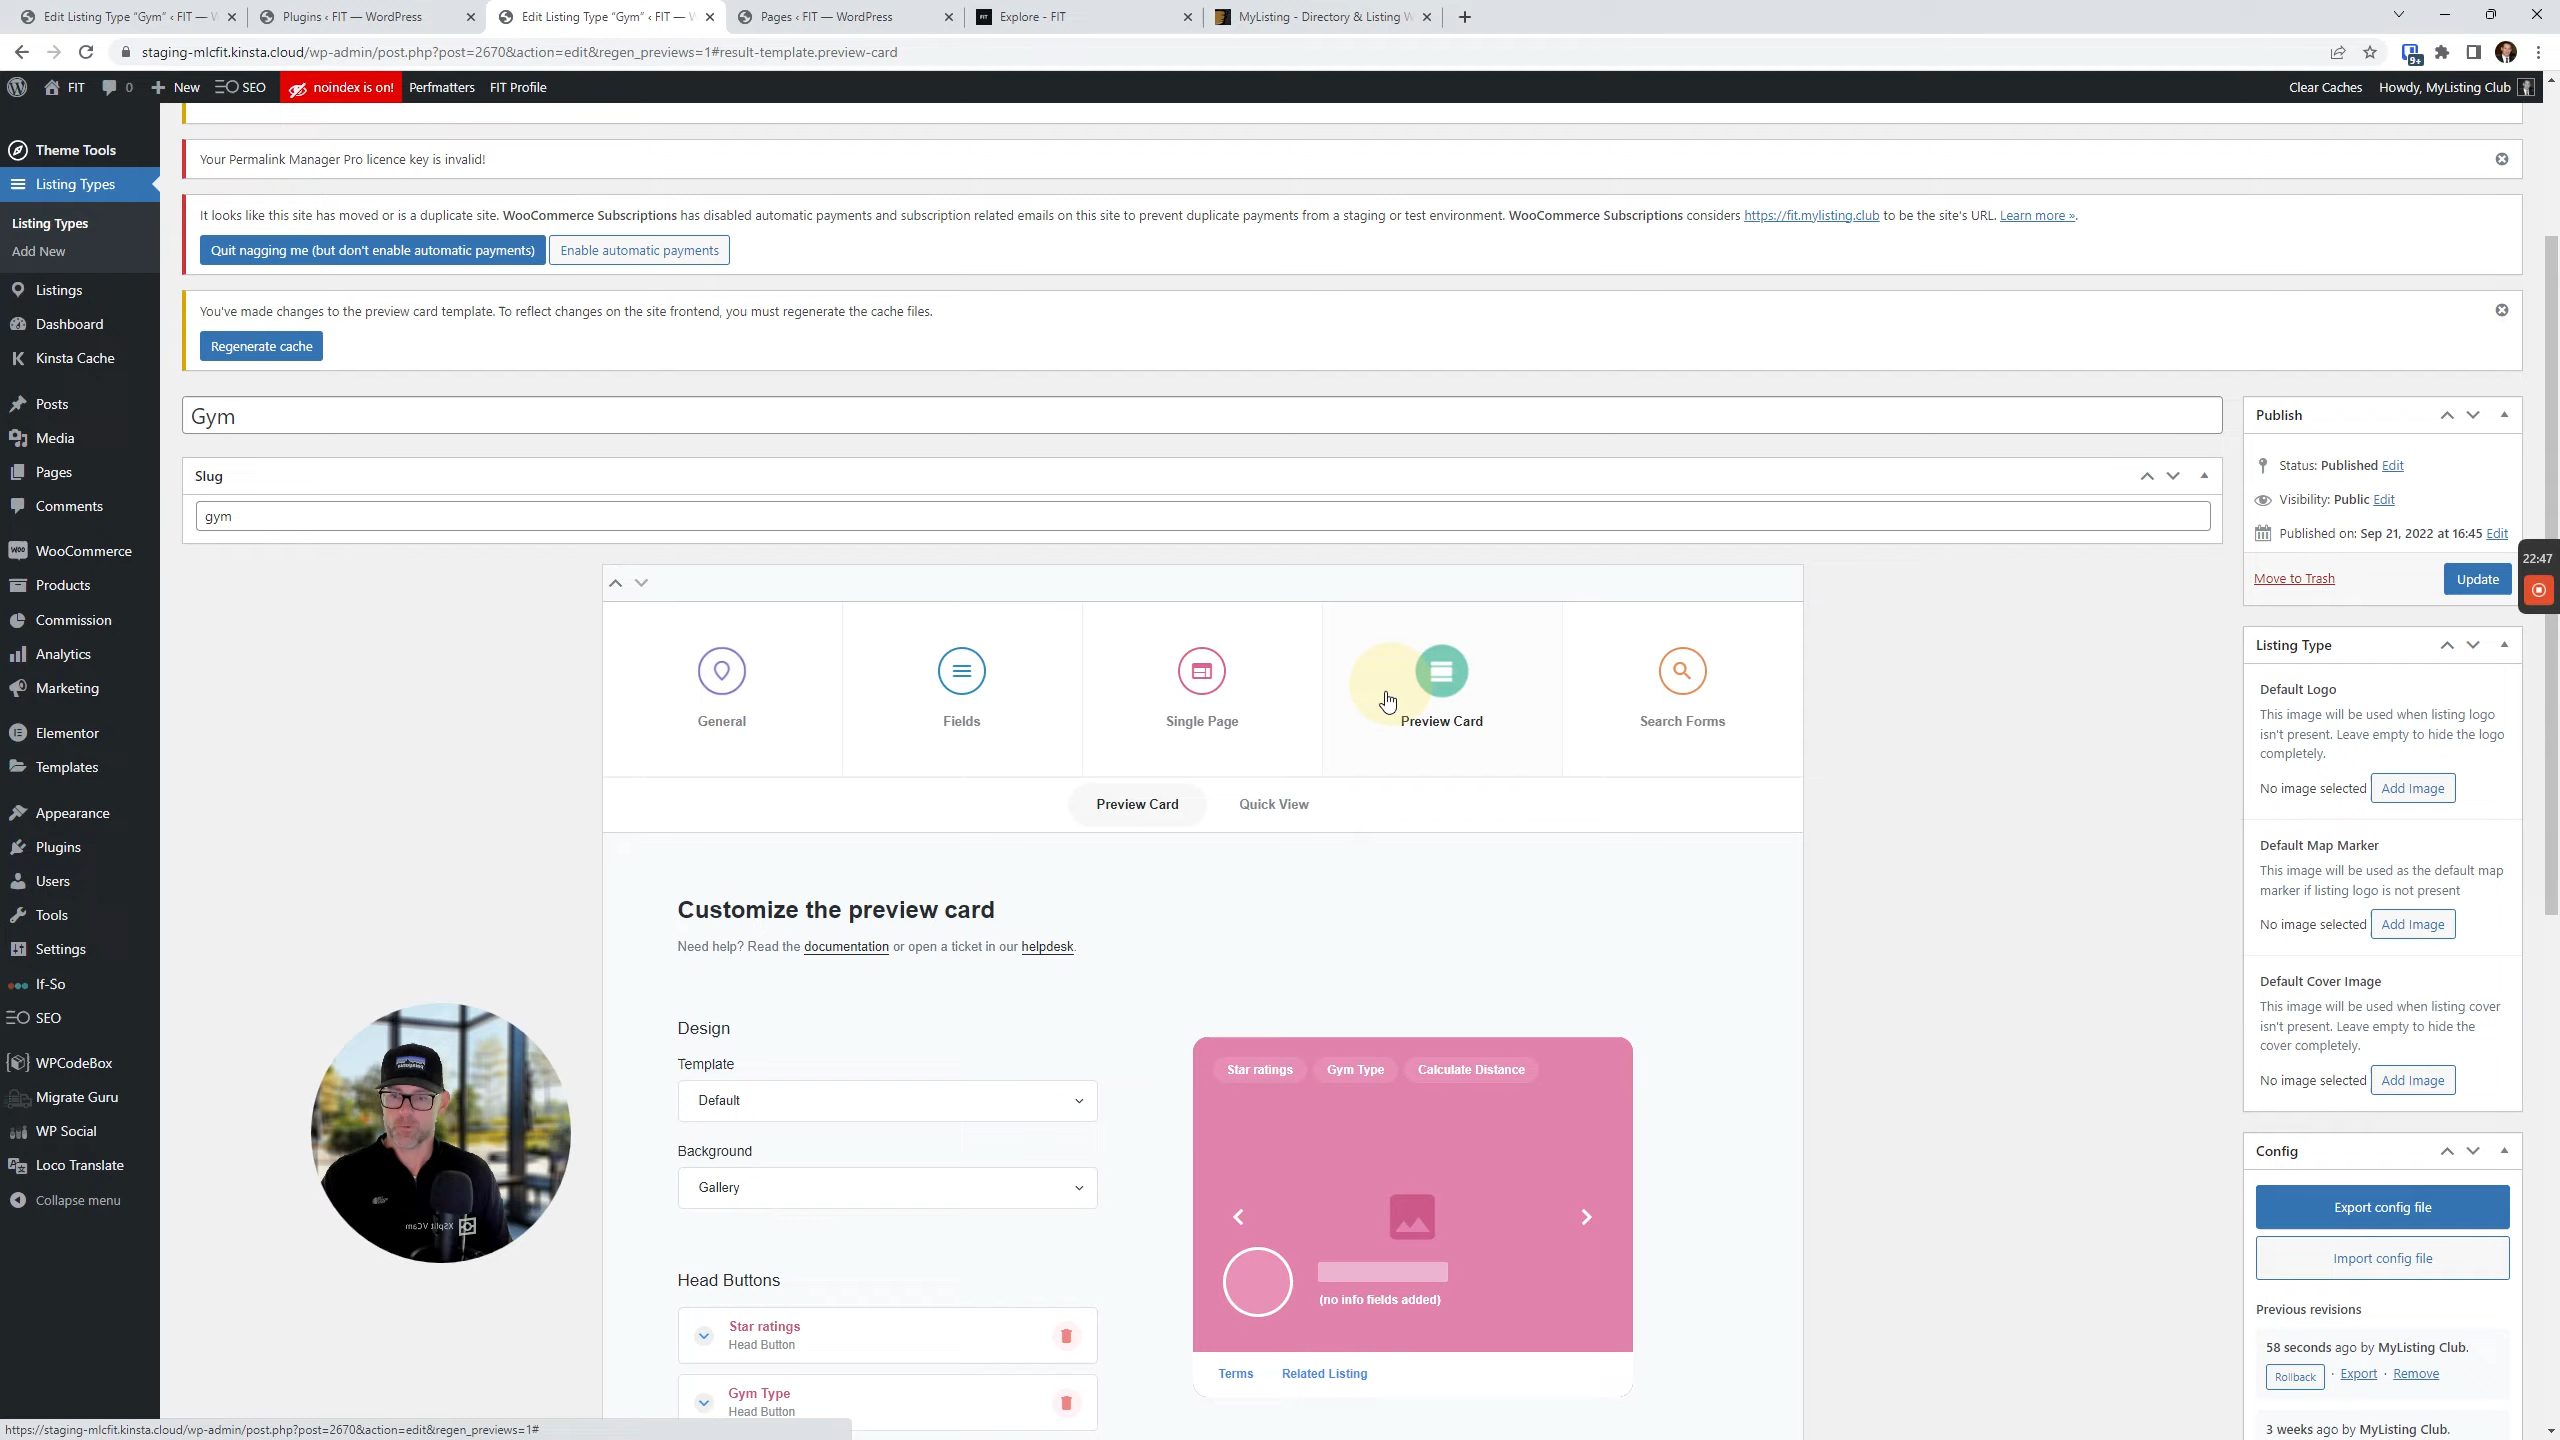 Edit Listing Type "Gym" ‹ FIT — W
Plugins ‹ FIT — WordPress
Edit Listing Type "Gym" ‹ FIT — W
Pages ‹ FIT — WordPress
Explore - FIT
MyListing - Directory & Listing W
staging-mlcfit.kinsta.cloud/wp-admin/post.php?post=2670&action=edit&regen_previews=1#result-template.preview-card
9+
FIT
0
New
SEO
noindex is on!
Perfmatters
FIT Profile
Clear Caches
Howdy, MyListing Club
Theme Tools
Listing Types
Listing Types
Add New
Listings
Dashboard
Kinsta Cache
Posts
Media
Pages
Comments
WooCommerce
Products
Commission
Analytics
Marketing
Elementor
Templates
Appearance
Plugins
Users
Tools
Settings
If-So
SEO
WPCodeBox
Migrate Guru
WP Social
Loco Translate
Collapse menu
Your Permalink Manager Pro licence key is invalid!
It looks like this site has moved or is a duplicate site. WooCommerce Subscriptions has disabled automatic payments and subscription related emails on this site to prevent duplicate payments from a staging or test environment. WooCommerce Subscriptions considers https://fit.mylisting.club to be the site's URL. Learn more ».
Quit nagging me (but don't enable automatic payments)
Enable automatic payments
You've made changes to the preview card template. To reflect changes on the site frontend, you must regenerate the cache files.
Regenerate cache
Gym
Slug
gym
General
Fields
Single Page
Preview Card
Search Forms
Preview Card
Quick View
Customize the preview card
Need help? Read the documentation or open a ticket in our helpdesk.
Design
Template
Default
Background
Gallery
Head Buttons
Star ratings
Head Button
Gym Type
Head Button
Star ratings
Gym Type
Calculate Distance
(no info fields added)
Terms
Related Listing
XSplit VCam
Publish
Status: Published Edit
Visibility: Public Edit
Published on: Sep 21, 2022 at 16:45 Edit
Move to Trash
Update
22:47
Listing Type
Default Logo
This image will be used when listing logo
isn't present. Leave empty to hide the logo
completely.
No image selected
Add Image
Default Map Marker
This image will be used as the default map
marker if listing logo is not present
No image selected
Add Image
Default Cover Image
This image will be used when listing cover
isn't present. Leave empty to hide the
cover completely.
No image selected
Add Image
Config
Export config file
Import config file
Previous revisions
58 seconds ago by MyListing Club.
Rollback · Export · Remove
3 weeks ago by MyListing Club.
https://staging-mlcfit.kinsta.cloud/wp-admin/post.php?post=2670&action=edit&regen_previews=1#